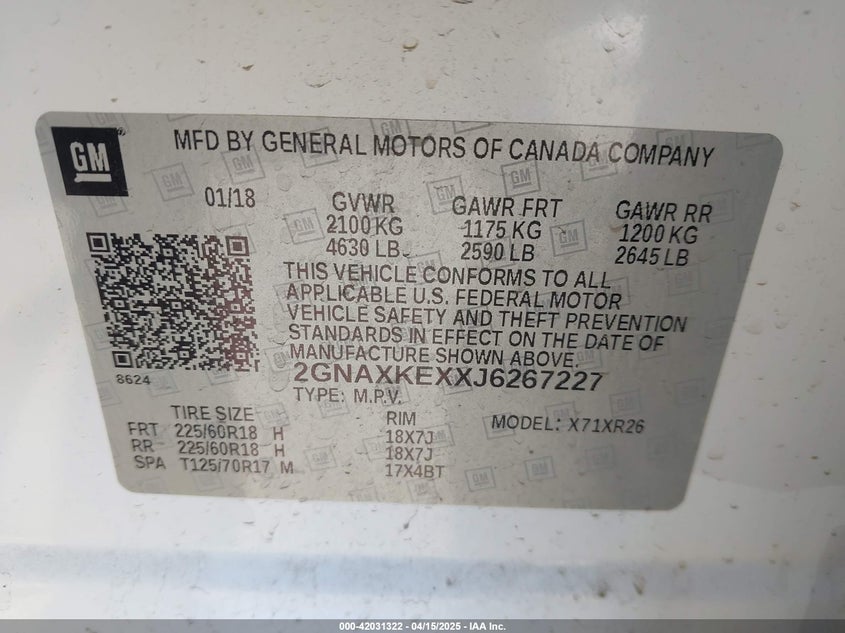 GM
MFD BY GENERAL MOTORS OF CANADA COMPANY
01/18
GVWR
2100 KG
4630 LB
GAWR FRT
1175 KG
2590 LB
GAWR RR
1200 KG
2645 LB
THIS VEHICLE CONFORMS TO ALL
APPLICABLE U.S. FEDERAL MOTOR
VEHICLE SAFETY AND THEFT PREVENTION
STANDARDS IN EFFECT ON THE DATE OF
MANUFACTURE SHOWN ABOVE.
8624
2GNAXKEXXJ6267227
TYPE: M.P.V.
TIRE SIZE
RIM
MODEL: X71XR26
FRT 225/60R18 H 18X7J
RR 225/60R18 H 18X7J
SPA T125/70R17 M 17X4BT
000-42031322 - 04/15/2025 - IAA Inc.